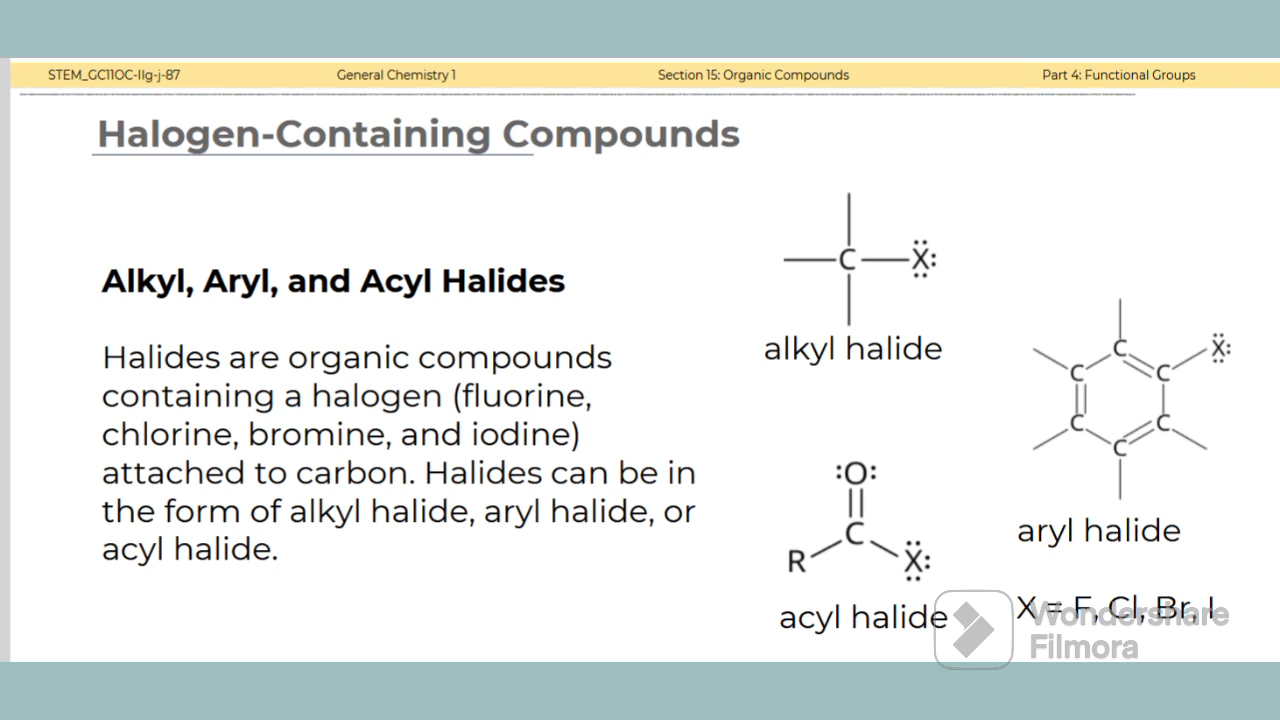 STEM_GC11OC-IIg-j-87 General Chemistry 1 Section 15: Organic Compounds Part 4: Functional Groups
Halogen-Containing Compounds
Alkyl, Aryl, and Acyl Halides
Halides are organic compounds
containing a halogen (fluorine,
chlorine, bromine, and iodine)
attached to carbon. Halides can be in
the form of alkyl halide, aryl halide, or
acyl halide.
C X:
alkyl halide
C
C C X:
C C
C
aryl halide
:O:
C
R X:
acyl halide
X = F, Cl, Br, I
Wondershare
Filmora